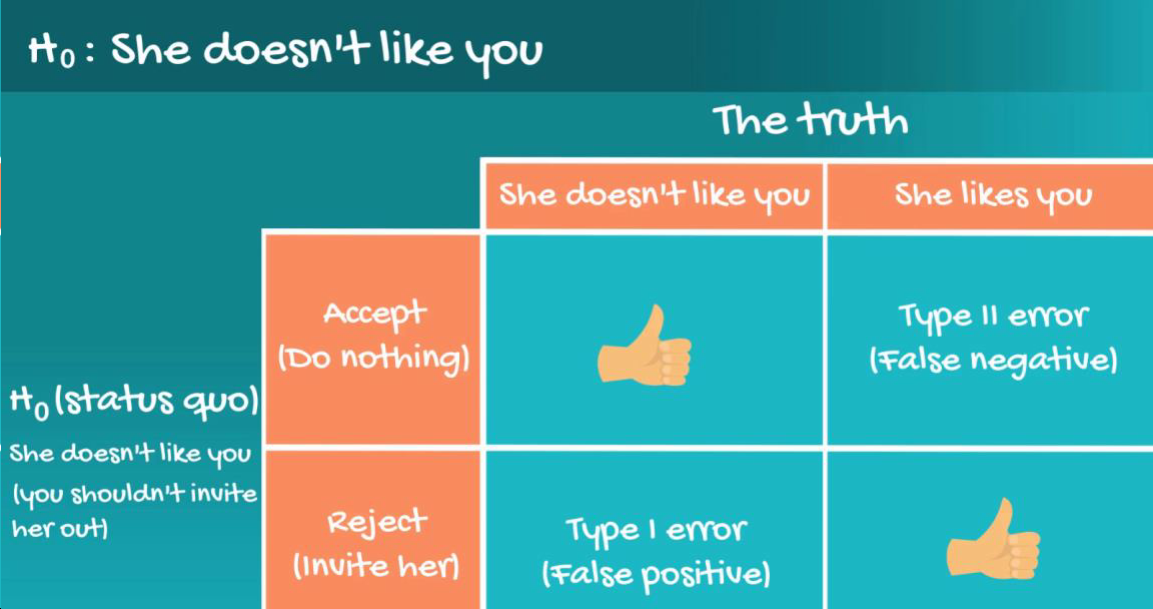 H₀ : She doesn't like you
The truth
She doesn't like you
She likes you
Accept
(Do nothing)
Type II error
(False negative)
H₀ (status quo)
She doesn't like you
(you shouldn't invite
her out)
Reject
(Invite her)
Type I error
(False positive)